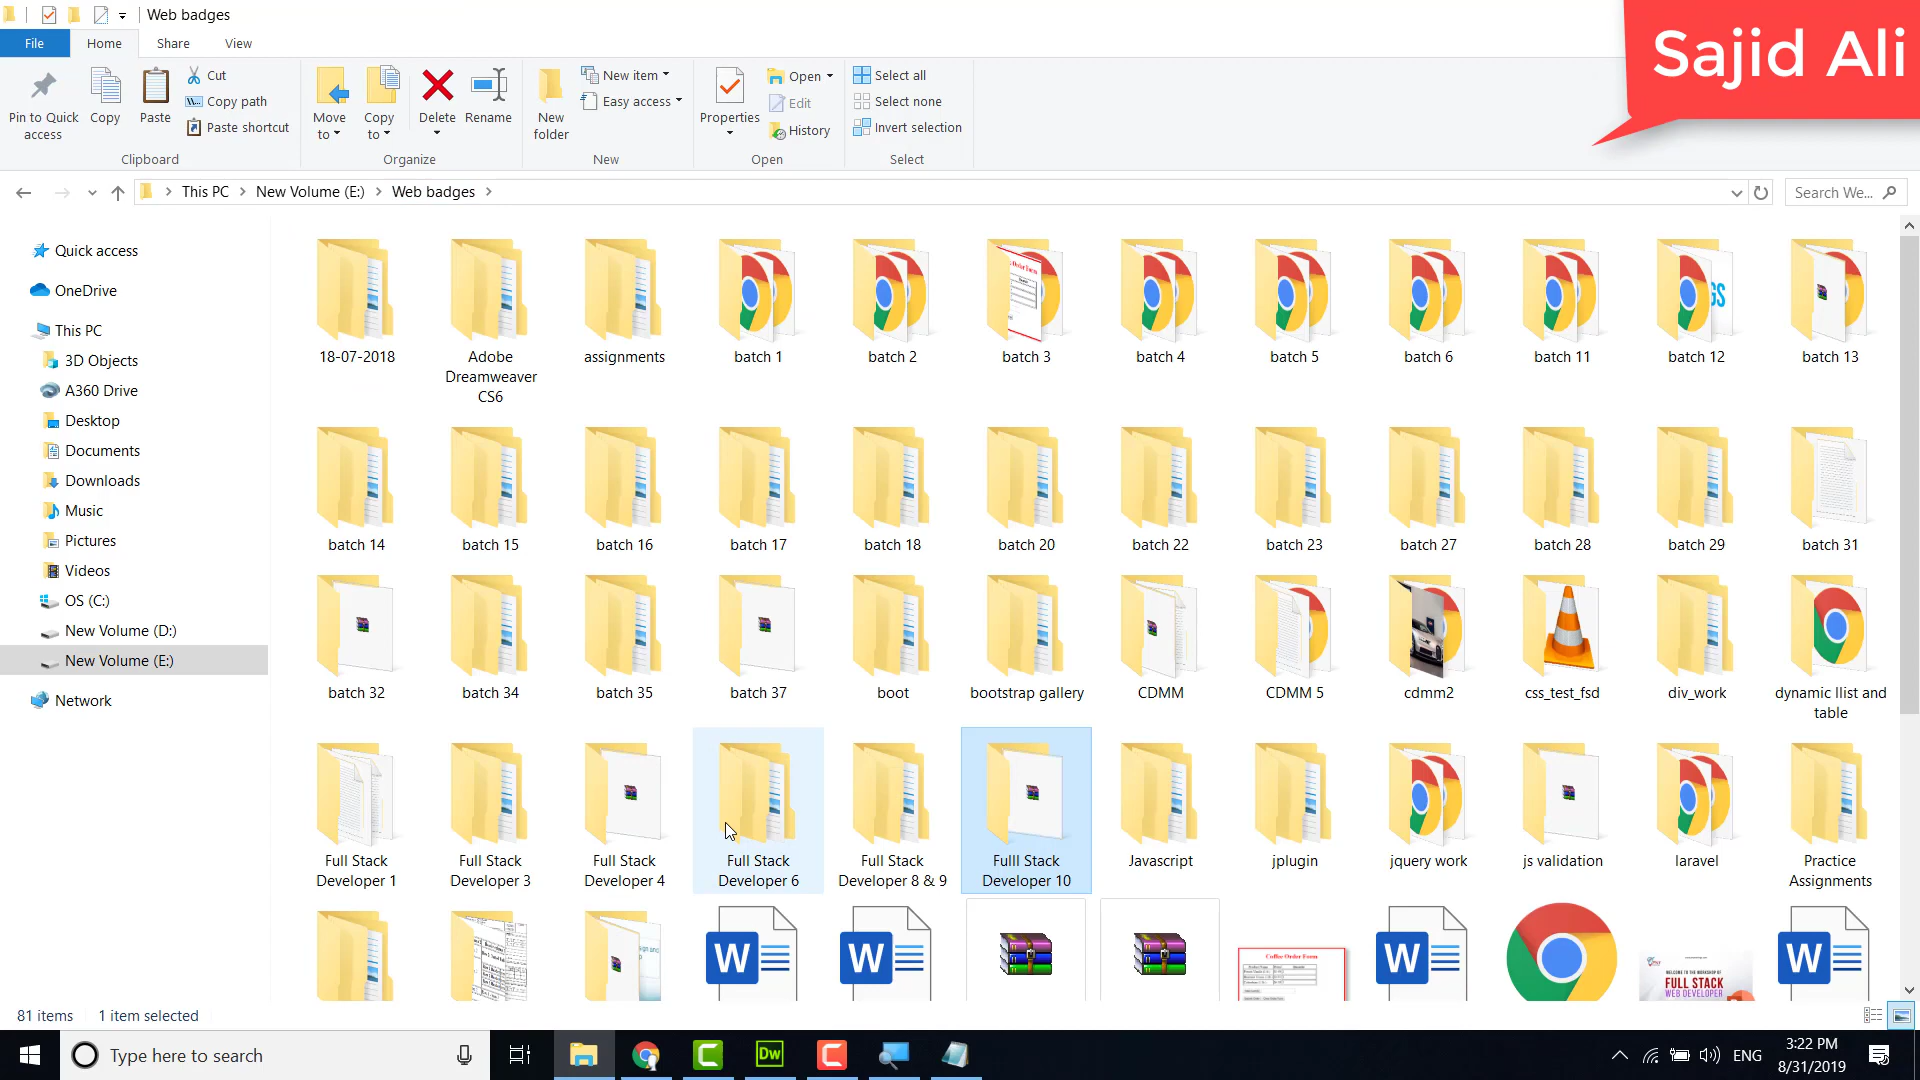 Web badges
Sajid Ali
File Home Share View
Pin to Quick access
Copy
Paste
Cut
Copy path
Paste shortcut
Clipboard
Move to
Copy to
Delete
Rename
Organize
New folder
New item
Easy access
New
Properties
Open
Edit
History
Open
Select all
Select none
Invert selection
Select
This PC New Volume (E:) Web badges
Search We...
Quick access
OneDrive
This PC
3D Objects
A360 Drive
Desktop
Documents
Downloads
Music
Pictures
Videos
OS (C:)
New Volume (D:)
New Volume (E:)
Network
18-07-2018
Adobe Dreamweaver CS6
assignments
batch 1
batch 2
batch 3
batch 4
batch 5
batch 6
batch 11
batch 12
batch 13
batch 14
batch 15
batch 16
batch 17
batch 18
batch 20
batch 22
batch 23
batch 27
batch 28
batch 29
batch 31
batch 32
batch 34
batch 35
batch 37
boot
bootstrap gallery
CDMM
CDMM 5
cdmm2
css_test_fsd
div_work
dynamic llist and table
Full Stack Developer 1
Full Stack Developer 3
Full Stack Developer 4
Full Stack Developer 6
Full Stack Developer 8 & 9
Fulll Stack Developer 10
Javascript
jplugin
jquery work
js validation
laravel
Practice Assignments
W
W
Coffee Order Form
W
WELCOME TO THE WORKSHOP OF
FULL STACK
WEB DEVELOPER
W
81 items 1 item selected
Type here to search
Dw
ENG
3:22 PM
8/31/2019